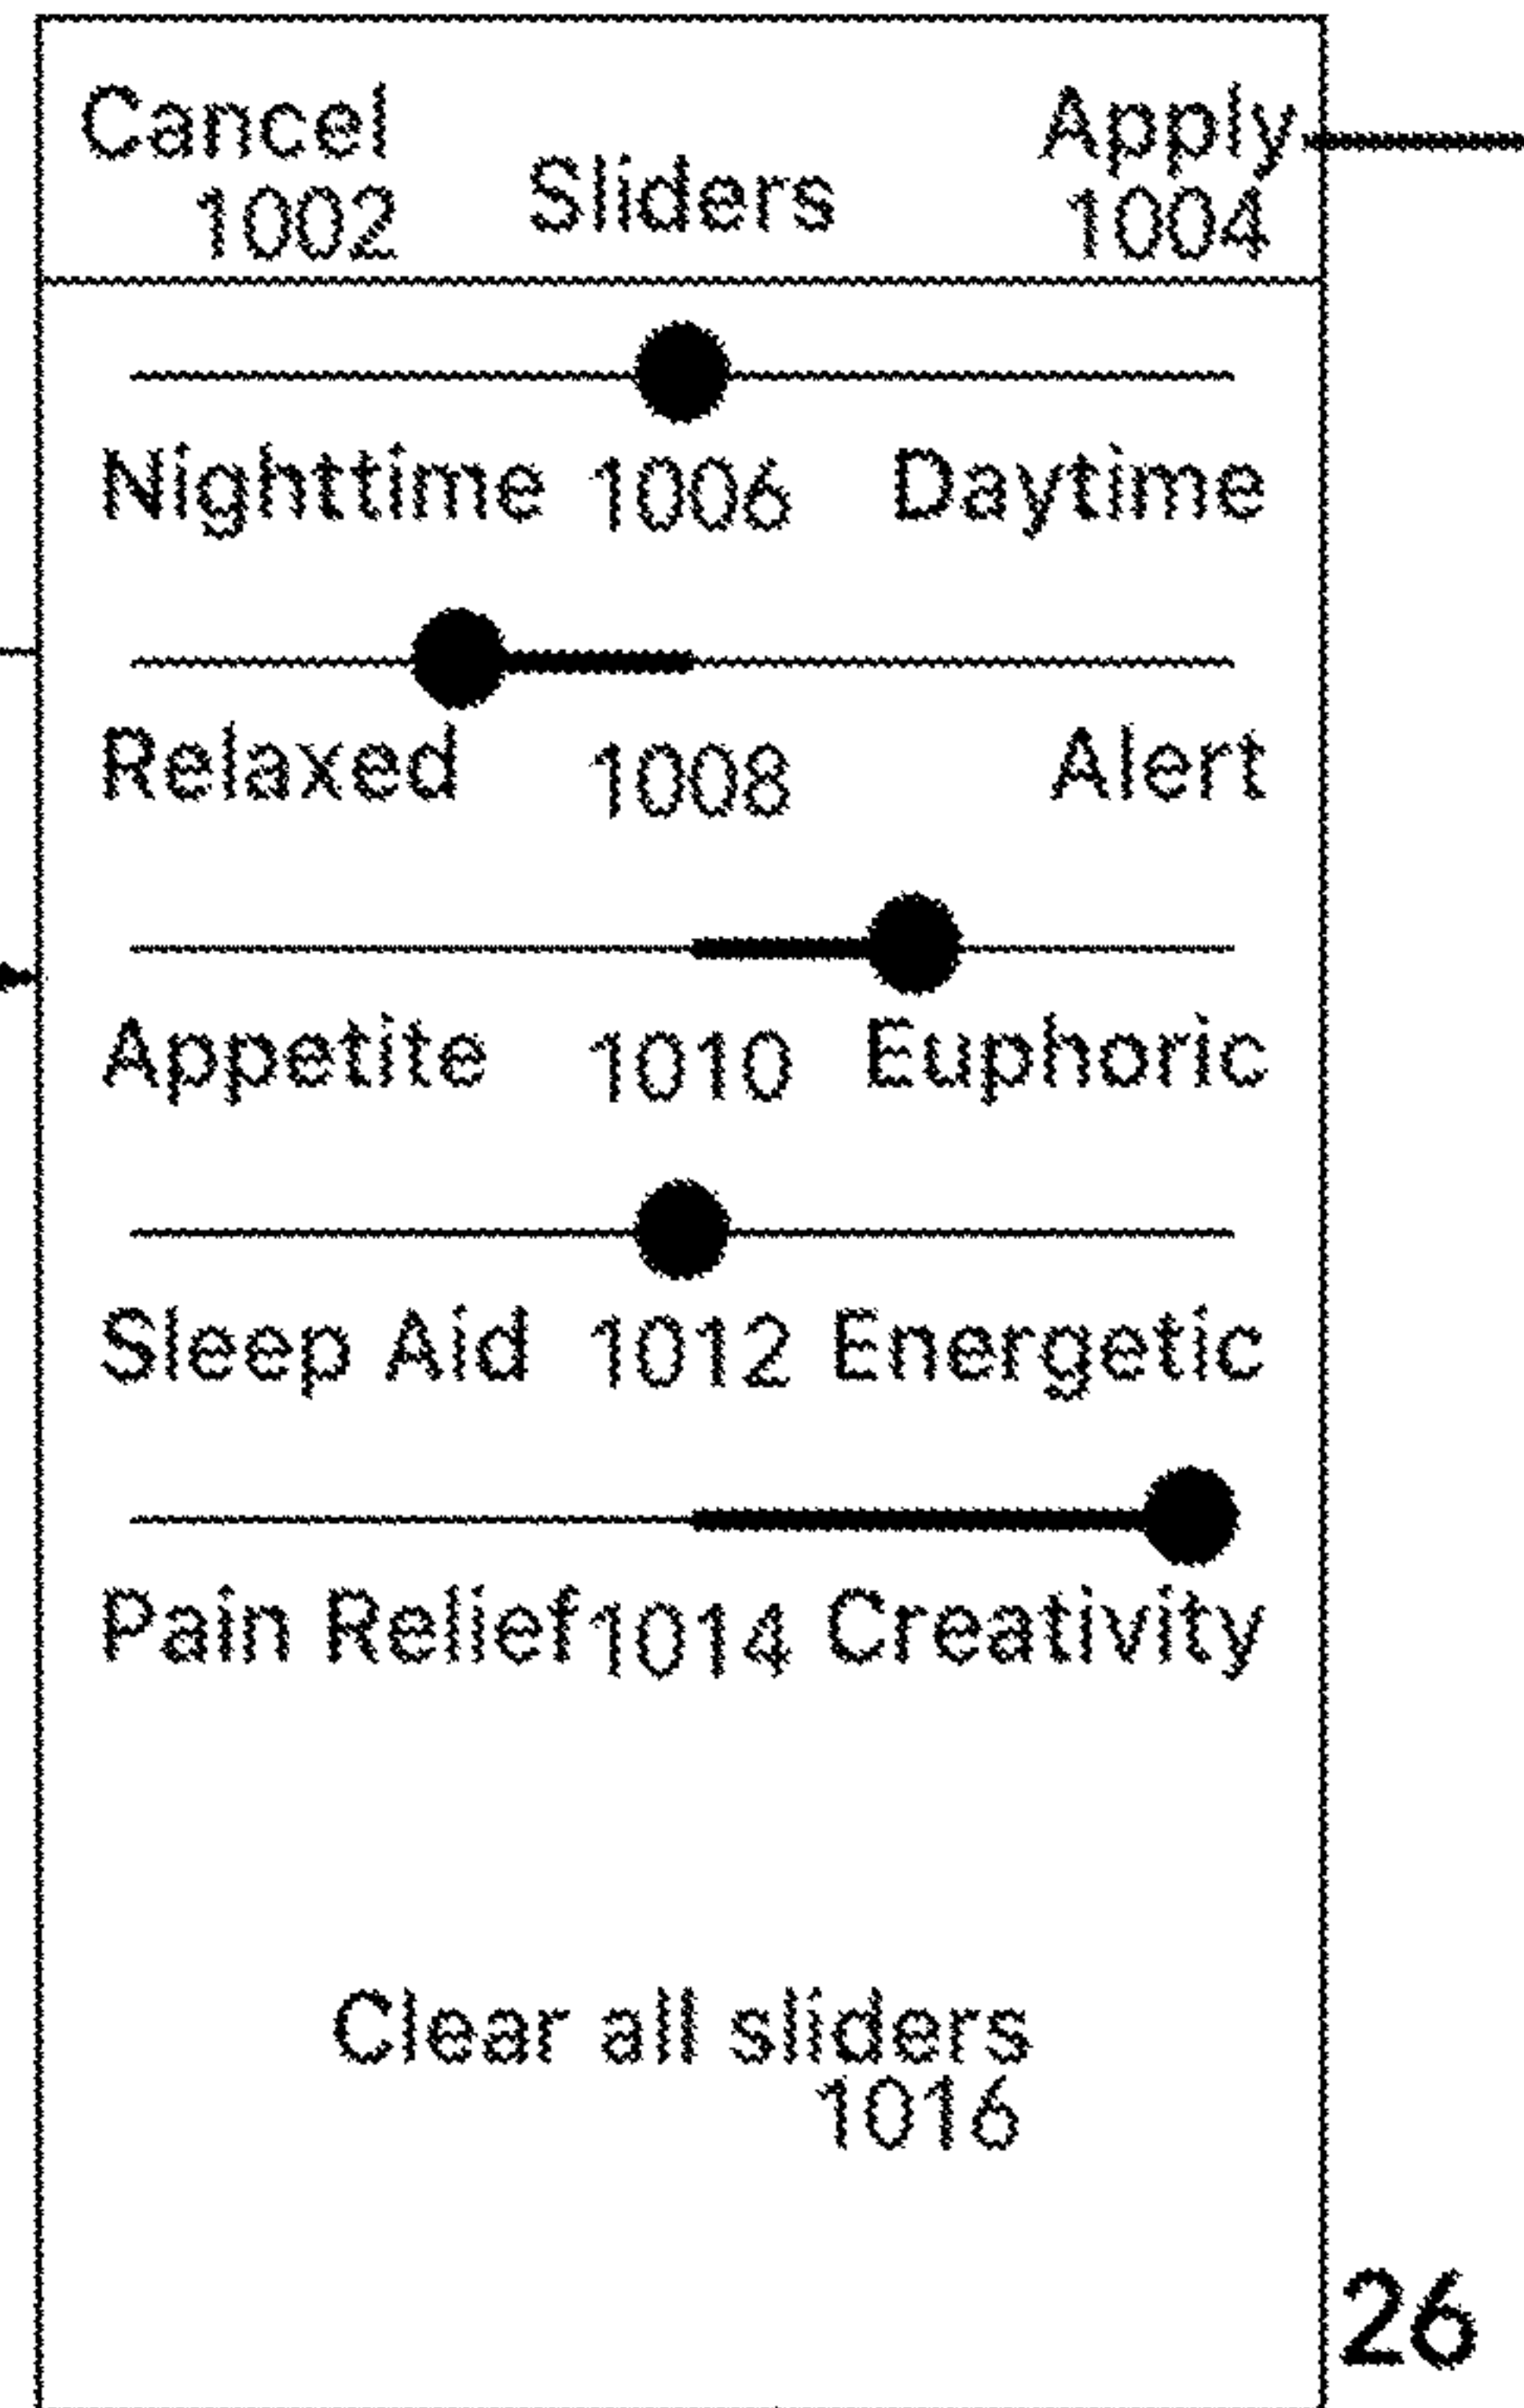 Cancel Sliders Apply
1002 1004
Nighttime 1006 Daytime
Relaxed 1008 Alert
Appetite 1010 Euphoric
Sleep Aid 1012 Energetic
Pain Relief 1014 Creativity
Clear all sliders
1016
26